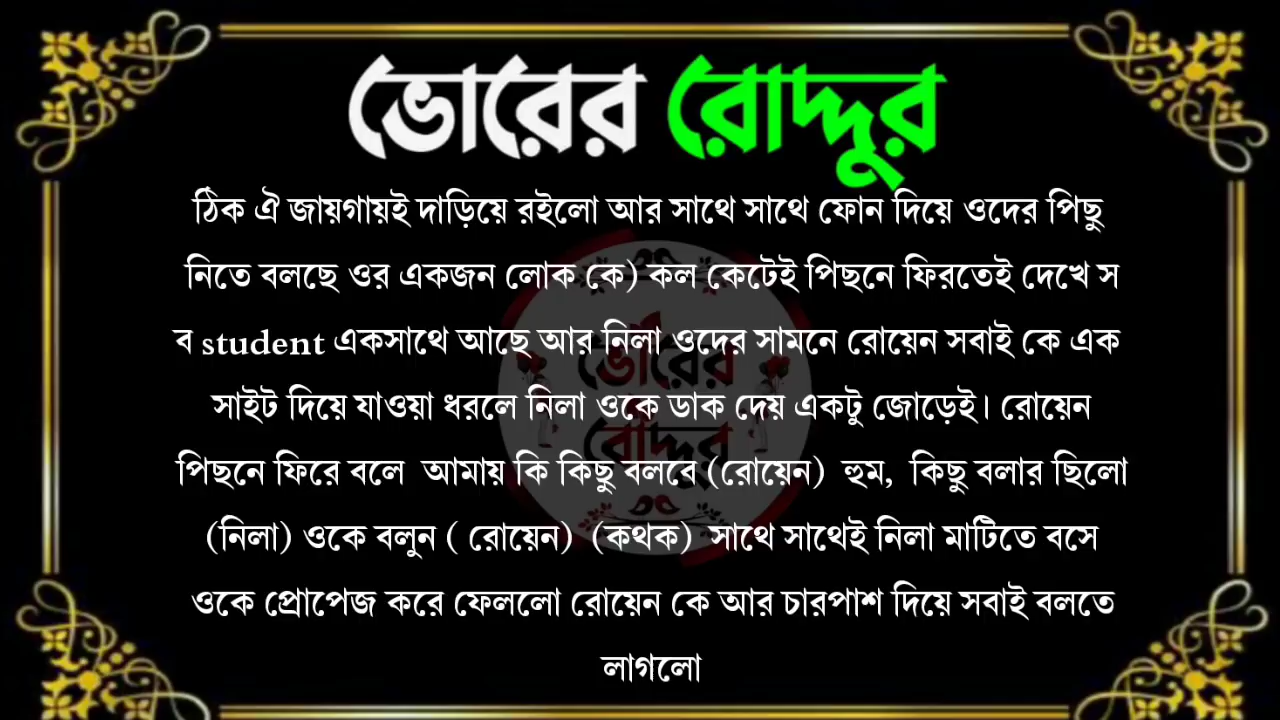 ভোরের রোদ্দুর
ঠিক ঐ জায়গায়ই দাড়িয়ে রইলো আর সাথে সাথে ফোন দিয়ে ওদের পিছু
নিতে বলছে ওর একজন লোক কে) কল কেটেই পিছনে ফিরতেই দেখে স
ব student একসাথে আছে আর নিলা ওদের সামনে রোয়েন সবাই কে এক
সাইট দিয়ে যাওয়া ধরলে নিলা ওকে ডাক দেয় একটু জোড়েই। রোয়েন
পিছনে ফিরে বলে আমায় কি কিছু বলবে (রোয়েন) হুম, কিছু বলার ছিলো
(নিলা) ওকে বলুন ( রোয়েন) (কথক) সাথে সাথেই নিলা মাটিতে বসে
ওকে প্রোপেজ করে ফেললো রোয়েন কে আর চারপাশ দিয়ে সবাই বলতে
লাগলো
ভোরের
রোদ্দুর